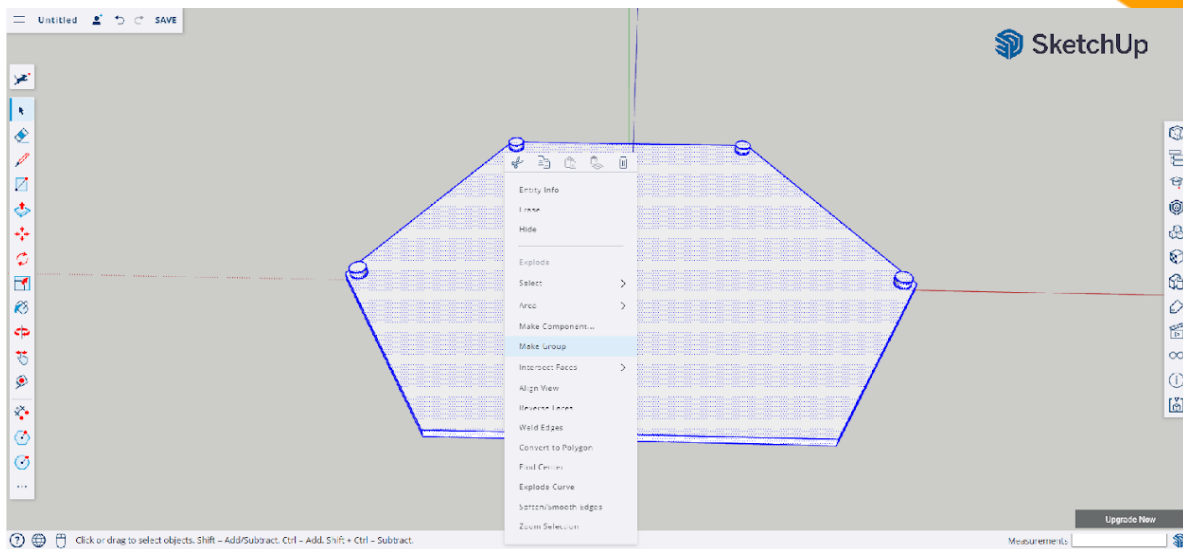 Untitled SAVE
SketchUp
Entity Info
Erase
Hide
Explode
Select
Area
Make Component...
Make Group
Intersect Faces
Align View
Reverse Faces
Weld Edges
Convert to Polygon
Find Center
Explode Curve
Soften/Smooth Edges
Zoom Selection
Upgrade Now
Click or drag to select objects. Shift = Add/Subtract. Ctrl = Add. Shift + Ctrl = Subtract.
Measurements